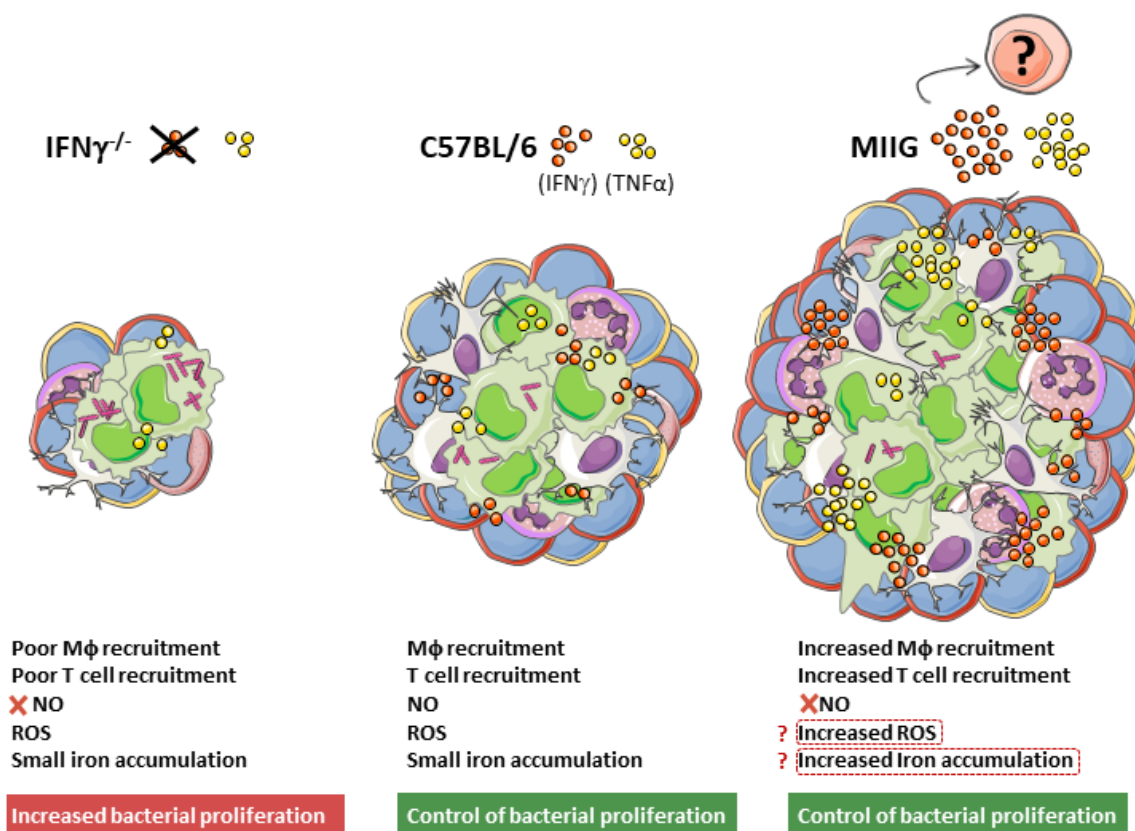 ?
IFNγ-/-
C57BL/6
MIIG
(IFNγ) (TNFα)
Poor Mϕ recruitment
Poor T cell recruitment
NO
ROS
Small iron accumulation
Increased bacterial proliferation
Mϕ recruitment
T cell recruitment
NO
ROS
Small iron accumulation
Control of bacterial proliferation
Increased Mϕ recruitment
Increased T cell recruitment
NO
? Increased ROS
? Increased Iron accumulation
Control of bacterial proliferation